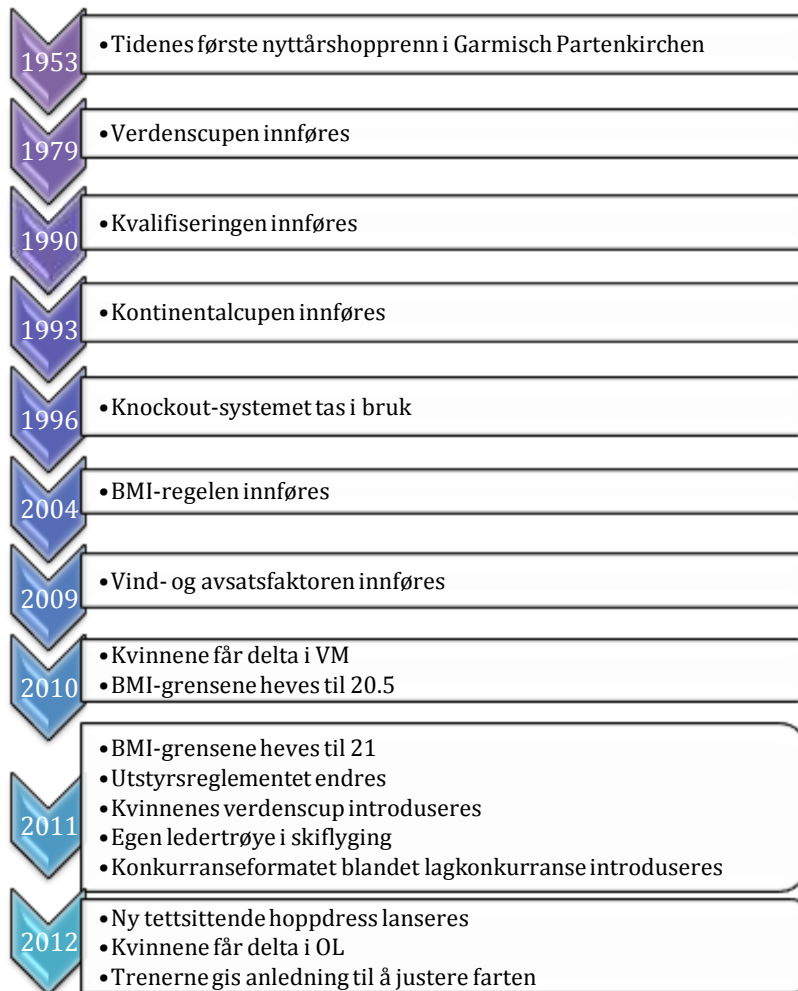 1953
•Tidenes første nyttårshopprenn i Garmisch Partenkirchen
1979
•Verdenscupen innføres
1990
•Kvalifiseringen innføres
1993
•Kontinentalcupen innføres
1996
•Knockout-systemet tas i bruk
2004
•BMI-regelen innføres
2009
•Vind- og avsatsfaktoren innføres
2010
•Kvinnene får delta i VM
•BMI-grensene heves til 20.5
2011
•BMI-grensene heves til 21
•Utstyrsreglementet endres
•Kvinnenes verdenscup introduseres
•Egen ledertrøye i skiflyging
•Konkurranseformatet blandet lagkonkurranse introduseres
2012
•Ny tettsittende hoppdress lanseres
•Kvinnene får delta i OL
•Trenerne gis anledning til å justere farten